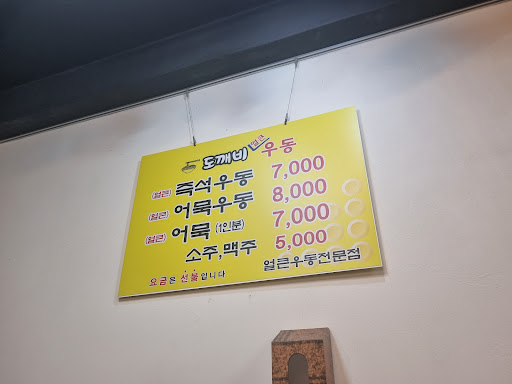 도깨비 얼큰 우동
(얼큰) 즉석우동 7,000
(얼큰) 어묵우동 8,000
(얼큰) 어묵 (1인분) 7,000
소주,맥주 5,000
요금은 선불입니다 얼큰우동전문점